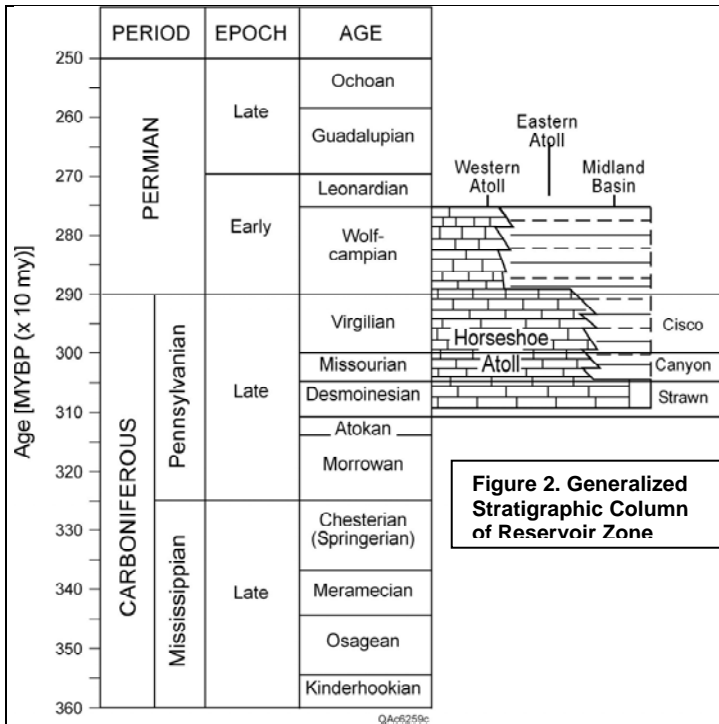 PERIOD EPOCH AGE
Age [MYBP (x 10 my)]
250
260
270
280
290
300
310
320
330
340
350
360
PERMIAN
CARBONIFEROUS
Pennsylvanian
Mississippian
Late
Early
Late
Late
Ochoan
Guadalupian
Leonardian
Wolf-
campian
Virgilian
Missourian
Desmoinesian
Atokan
Morrowan
Chesterian
(Springerian)
Meramecian
Osagean
Kinderhookian
Eastern
Atoll
Western
Atoll
Midland
Basin
Horseshoe
Atoll
Cisco
Canyon
Strawn
Figure 2. Generalized
Stratigraphic Column
of Reservoir Zone
QAc6259c